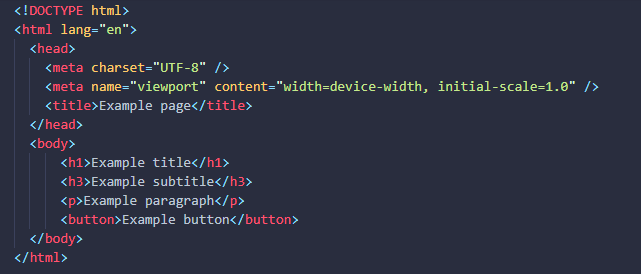 <!DOCTYPE html>
<html lang="en">
  <head>
    <meta charset="UTF-8" />
    <meta name="viewport" content="width=device-width, initial-scale=1.0" />
    <title>Example page</title>
  </head>
  <body>
      <h1>Example title</h1>
      <h3>Example subtitle</h3>
      <p>Example paragraph</p>
      <button>Example button</button>
  </body>
</html>